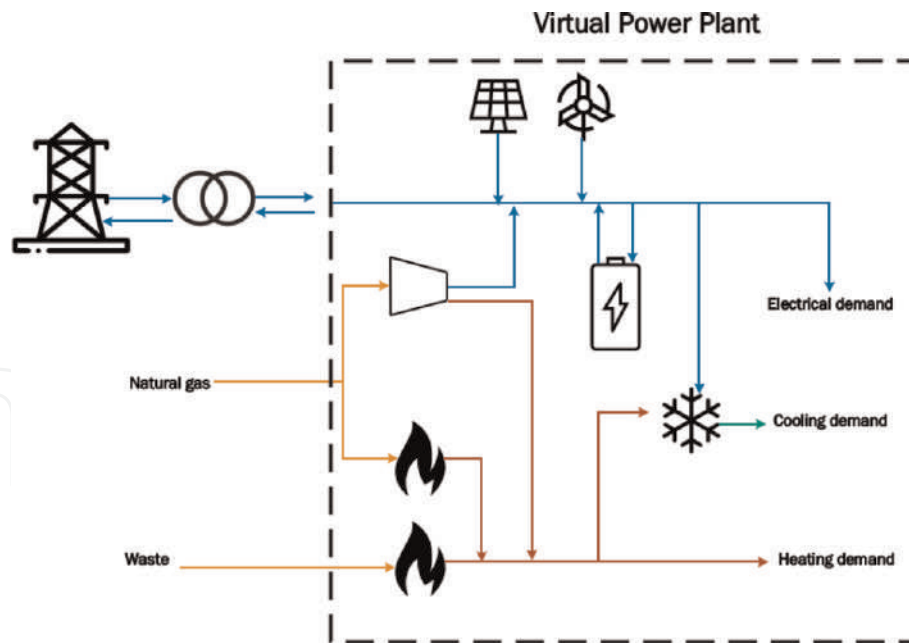 Virtual Power Plant
Electrical demand
Natural gas
Cooling demand
Waste
Heating demand